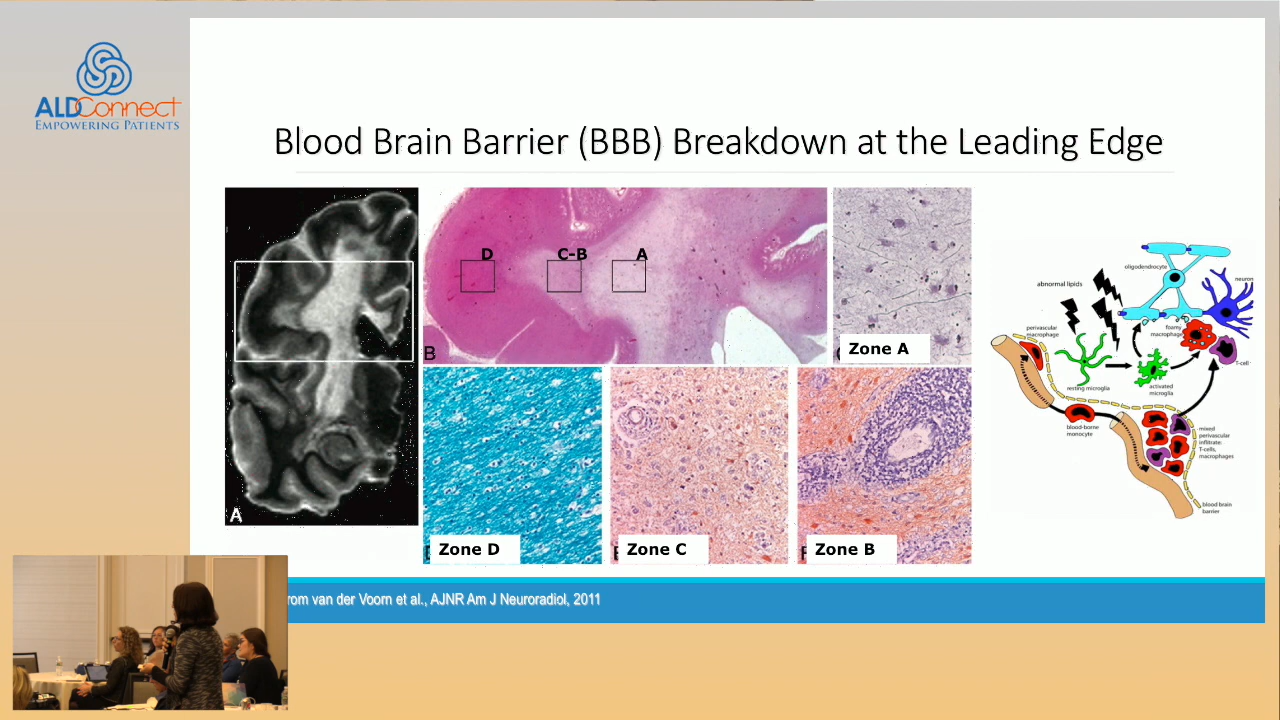 ALDConnect
EMPOWERING PATIENTS
Blood Brain Barrier (BBB) Breakdown at the Leading Edge
A
B
D
C-B
A
Zone A
Zone D
Zone C
Zone B
oligodendrocyte
neuron
abnormal lipids
foamy
macrophage
perivascular
macrophage
T-cell
resting microglia
activated
microglia
blood-borne
monocyte
mixed
perivascular
infiltrate:
T-cells,
macrophages
blood brain
barrier
rom van der Voorn et al., AJNR Am J Neuroradiol, 2011